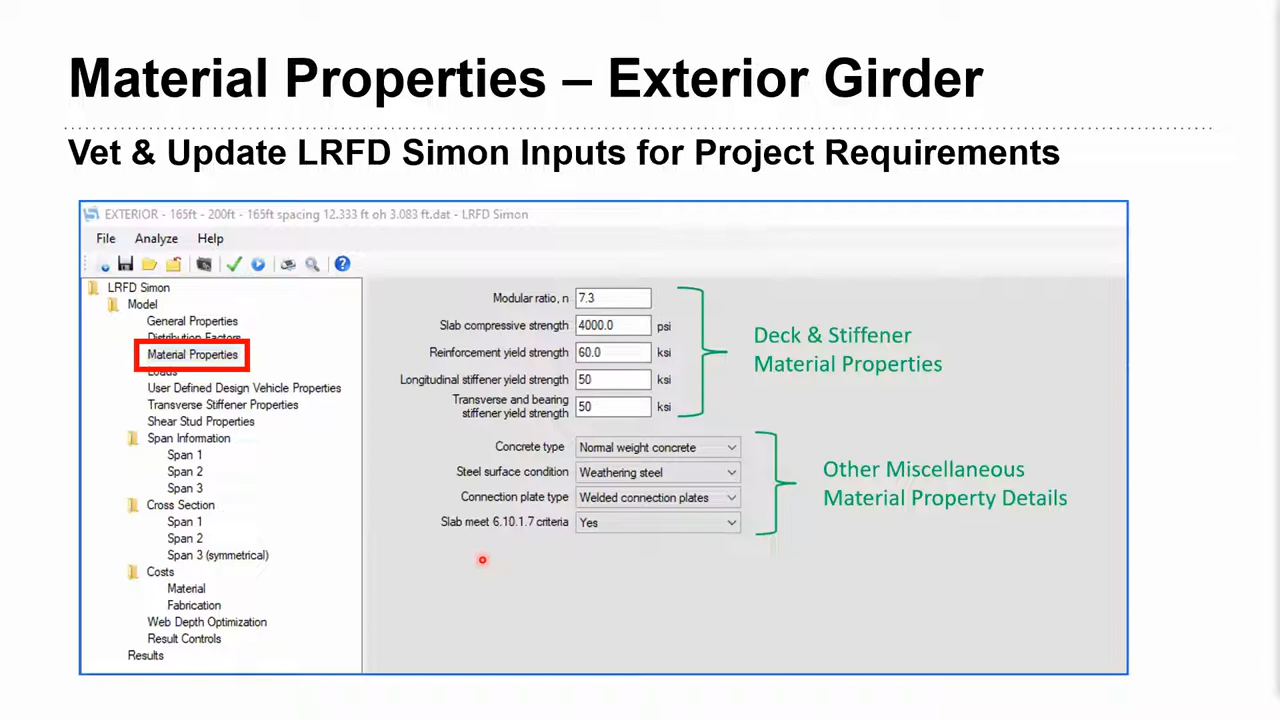 Material Properties – Exterior Girder
Vet & Update LRFD Simon Inputs for Project Requirements
EXTERIOR - 165ft - 200ft - 165ft spacing 12.333 ft oh 3.083 ft.dat - LRFD Simon
File Analyze Help
LRFD Simon
Model
General Properties
Distribution Factors
Material Properties
Loads
User Defined Design Vehicle Properties
Transverse Stiffener Properties
Shear Stud Properties
Span Information
Span 1
Span 2
Span 3
Cross Section
Span 1
Span 2
Span 3 (symmetrical)
Costs
Material
Fabrication
Web Depth Optimization
Result Controls
Results
Modular ratio, n 7.3
Slab compressive strength 4000.0 psi
Reinforcement yield strength 60.0 ksi
Longitudinal stiffener yield strength 50 ksi
Transverse and bearing
stiffener yield strength 50 ksi
Deck & Stiffener
Material Properties
Concrete type Normal weight concrete
Steel surface condition Weathering steel
Connection plate type Welded connection plates
Slab meet 6.10.1.7 criteria Yes
Other Miscellaneous
Material Property Details